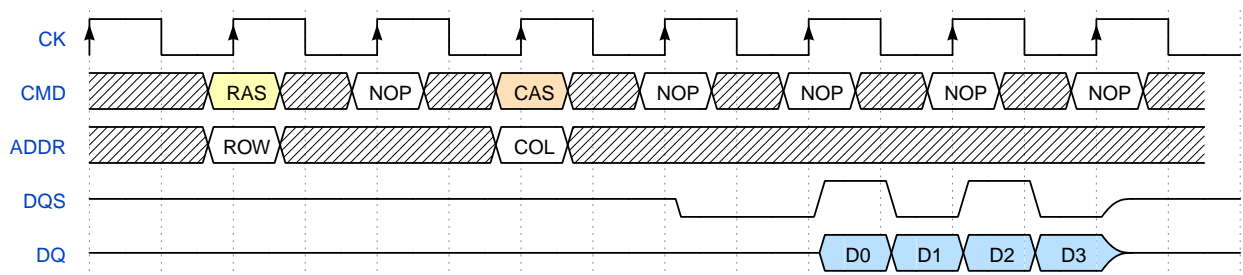 CK
CMD RAS NOP CAS NOP NOP NOP NOP
ADDR ROW COL
DQS
DQ D0 D1 D2 D3